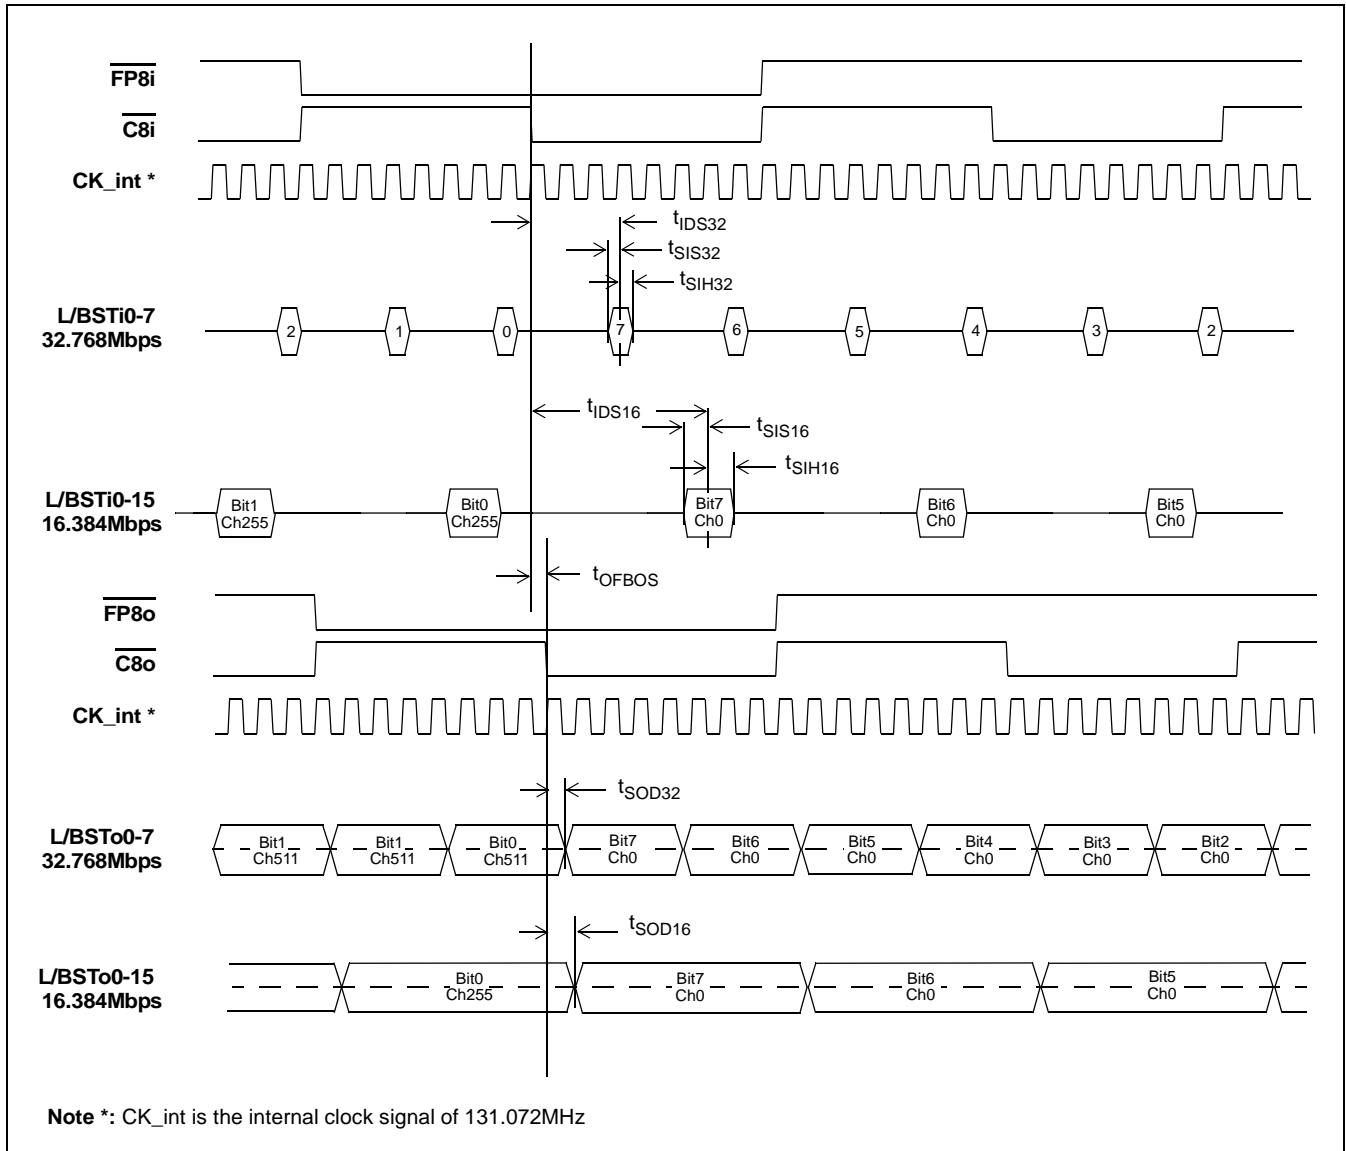 FP8i
C8i
CK_int *
tIDS32
tSIS32
tSIH32
L/BSTi0-7
32.768Mbps
2 1 0 7 6 5 4 3 2
tIDS16
tSIS16
tSIH16
L/BSTi0-15
16.384Mbps
Bit1 Ch255
Bit0 Ch255
Bit7 Ch0
Bit6 Ch0
Bit5 Ch0
tOFBOS
FP8o
C8o
CK_int *
tSOD32
L/BSTo0-7
32.768Mbps
Bit1 Ch511
Bit1 Ch511
Bit0 Ch511
Bit7 Ch0
Bit6 Ch0
Bit5 Ch0
Bit4 Ch0
Bit3 Ch0
Bit2 Ch0
tSOD16
L/BSTo0-15
16.384Mbps
Bit0 Ch255
Bit7 Ch0
Bit6 Ch0
Bit5 Ch0
Note *: CK_int is the internal clock signal of 131.072MHz